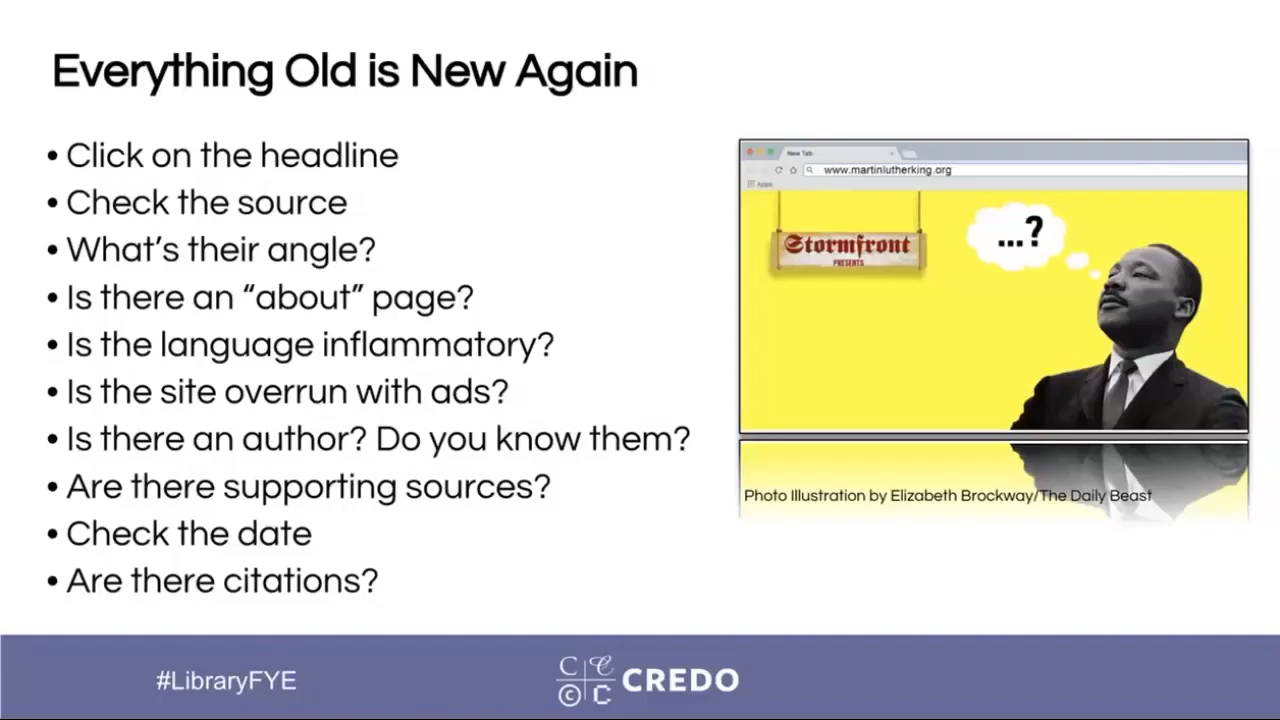 Everything Old is New Again
• Click on the headline
• Check the source
• What's their angle?
• Is there an “about” page?
• Is the language inflammatory?
• Is the site overrun with ads?
• Is there an author? Do you know them?
• Are there supporting sources?
• Check the date
• Are there citations?
New Tab
www.martinlutherking.org
Apps
Stormfront
PRESENTS
...?
Photo Illustration by Elizabeth Brockway/The Daily Beast
#LibraryFYE
C C
© C
CREDO